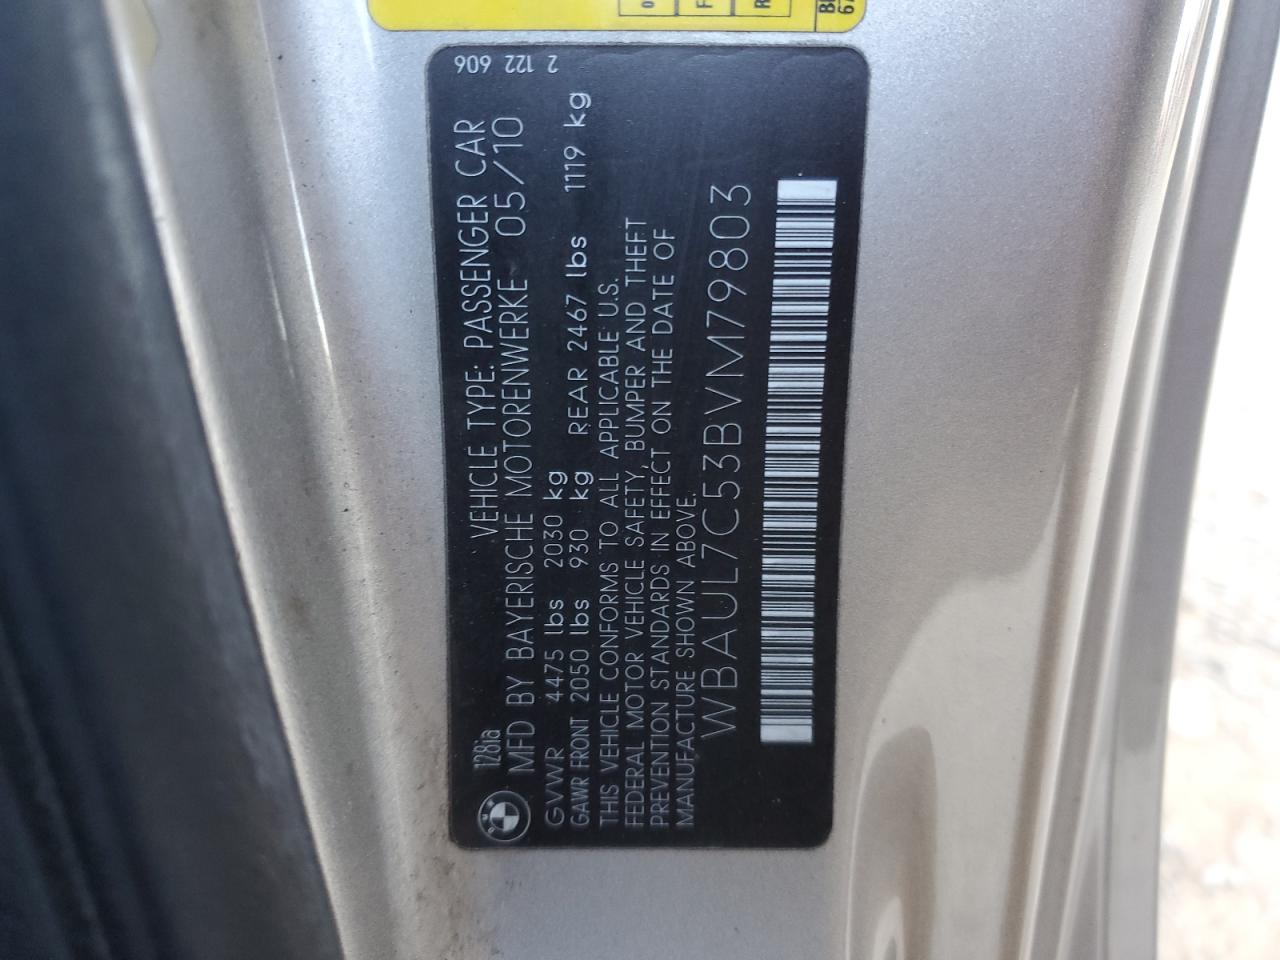 128ia VEHICLE TYPE: PASSENGER CAR
MFD BY BAYERISCHE MOTORENWERKE 05/10
GVWR 4475 lbs 2030 kg
GAWR FRONT 2050 lbs 930 kg REAR 2467 lbs 1119 kg
THIS VEHICLE CONFORMS TO ALL APPLICABLE U.S.
FEDERAL MOTOR VEHICLE SAFETY, BUMPER AND THEFT
PREVENTION STANDARDS IN EFFECT ON THE DATE OF
MANUFACTURE SHOWN ABOVE.
WBAUL7C53BVM79803
2 122 606